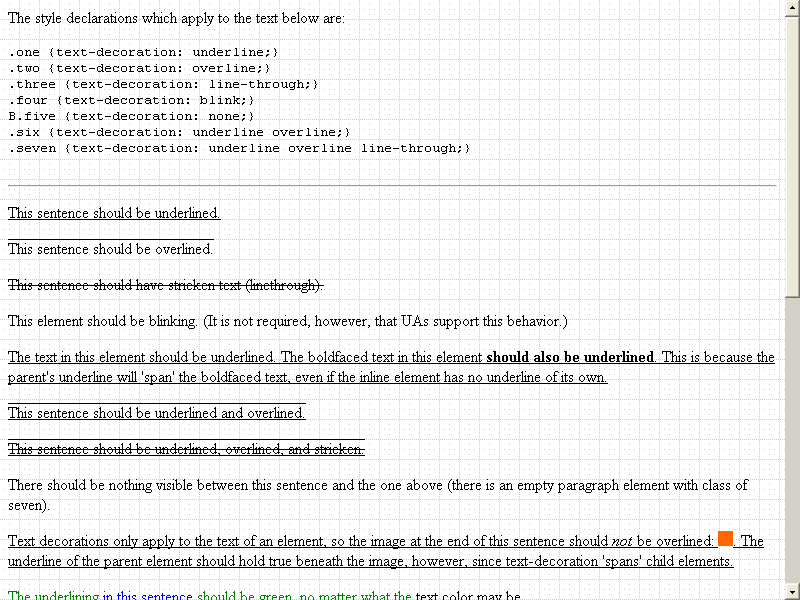 The style declarations which apply to the text below are:
.one {text-decoration: underline;}
.two {text-decoration: overline;}
.three {text-decoration: line-through;}
.four {text-decoration: blink;}
B.five {text-decoration: none;}
.six {text-decoration: underline overline;}
.seven {text-decoration: underline overline line-through;}
This sentence should be underlined.
This sentence should be overlined.
This sentence should have stricken text (linethrough).
This element should be blinking. (It is not required, however, that UAs support this behavior.)
The text in this element should be underlined. The boldfaced text in this element should also be underlined. This is because the
parent's underline will 'span' the boldfaced text, even if the inline element has no underline of its own.
This sentence should be underlined and overlined.
This sentence should be underlined, overlined, and stricken.
There should be nothing visible between this sentence and the one above (there is an empty paragraph element with class of
seven).
Text decorations only apply to the text of an element, so the image at the end of this sentence should not be overlined: . The
underline of the parent element should hold true beneath the image, however, since text-decoration 'spans' child elements.
The underlining in this sentence should be green, no matter what the text color may be.